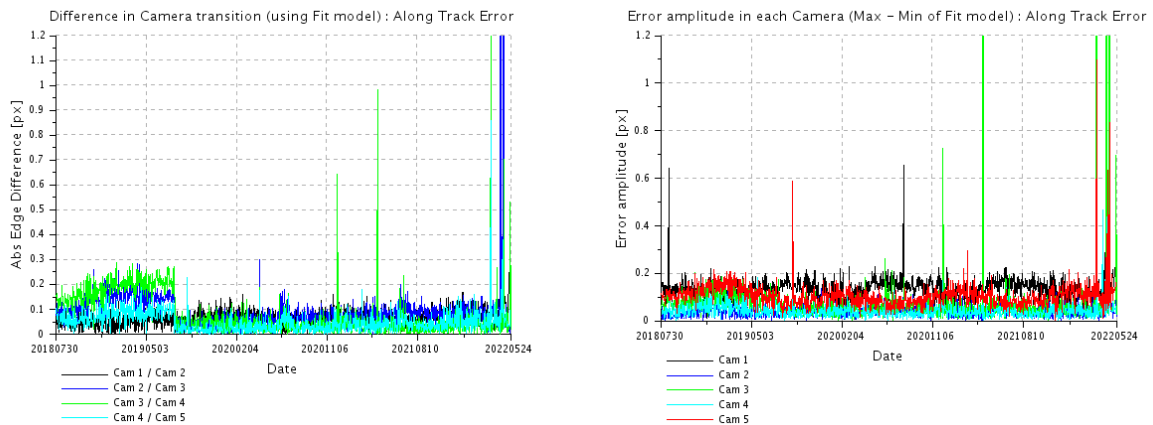 Difference in Camera transition (using Fit model) : Along Track Error
1.2
1.1
1
0.9
0.8
0.7
0.6
0.5
0.4
0.3
0.2
0.1
0
Abs Edge Difference [px]
20180730 20190503 20200204 20201106 20210810 20220524
Date
Cam 1 / Cam 2
Cam 2 / Cam 3
Cam 3 / Cam 4
Cam 4 / Cam 5
Error amplitude in each Camera (Max - Min of Fit model) : Along Track Error
1.2
1
0.8
0.6
0.4
0.2
0
Error amplitude [px]
20180730 20190503 20200204 20201106 20210810 20220524
Date
Cam 1
Cam 2
Cam 3
Cam 4
Cam 5